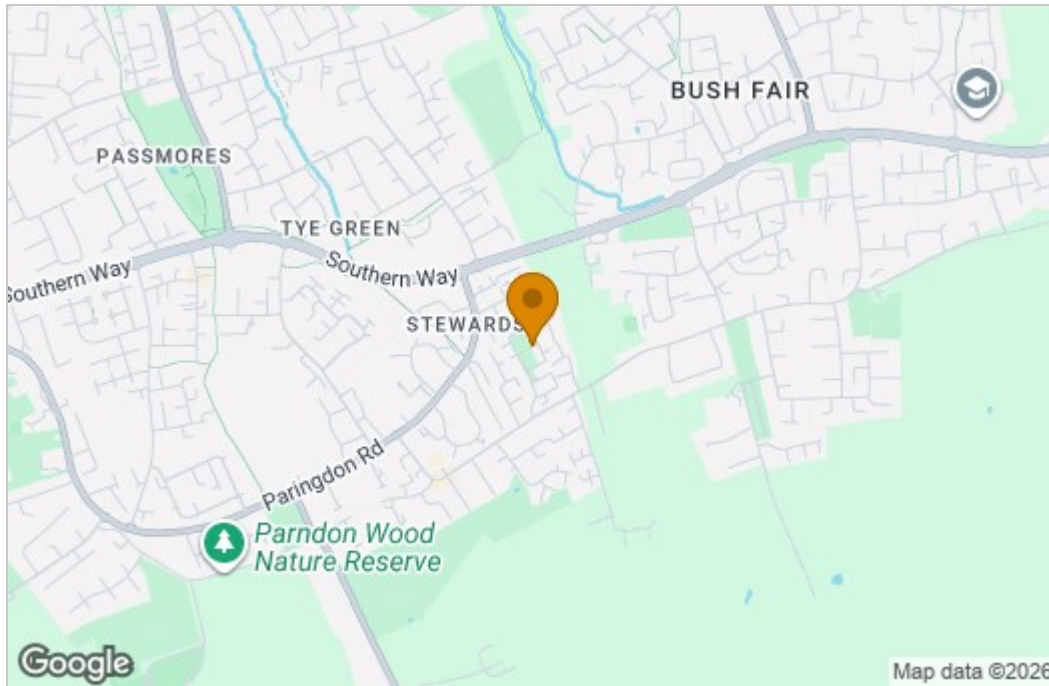 BUSH FAIR
PASSMORES
TYE GREEN
Southern Way
Southern Way
STEWARDS
Paringdon Rd
Parndon Wood
Nature Reserve
Google
Map data ©2026